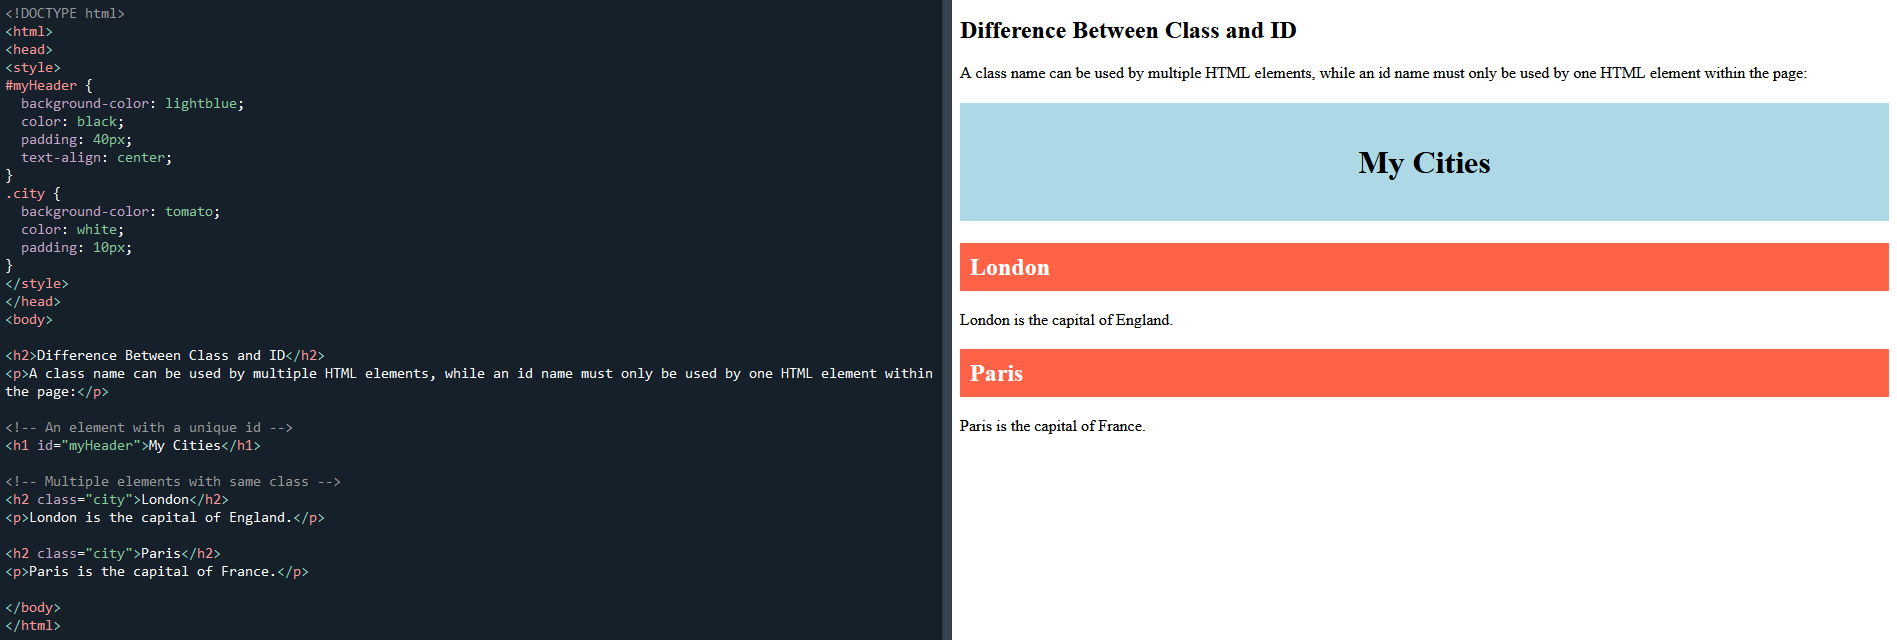 <!DOCTYPE html>
<html>
<head>
<style>
#myHeader {
  background-color: lightblue;
  color: black;
  padding: 40px;
  text-align: center;
}
.city {
  background-color: tomato;
  color: white;
  padding: 10px;
}
</style>
</head>
<body>

<h2>Difference Between Class and ID</h2>
<p>A class name can be used by multiple HTML elements, while an id name must only be used by one HTML element within
the page:</p>

<!-- An element with a unique id -->
<h1 id="myHeader">My Cities</h1>

<!-- Multiple elements with same class -->
<h2 class="city">London</h2>
<p>London is the capital of England.</p>

<h2 class="city">Paris</h2>
<p>Paris is the capital of France.</p>

</body>
</html>
Difference Between Class and ID
A class name can be used by multiple HTML elements, while an id name must only be used by one HTML element within the page:
My Cities
London
London is the capital of England.
Paris
Paris is the capital of France.